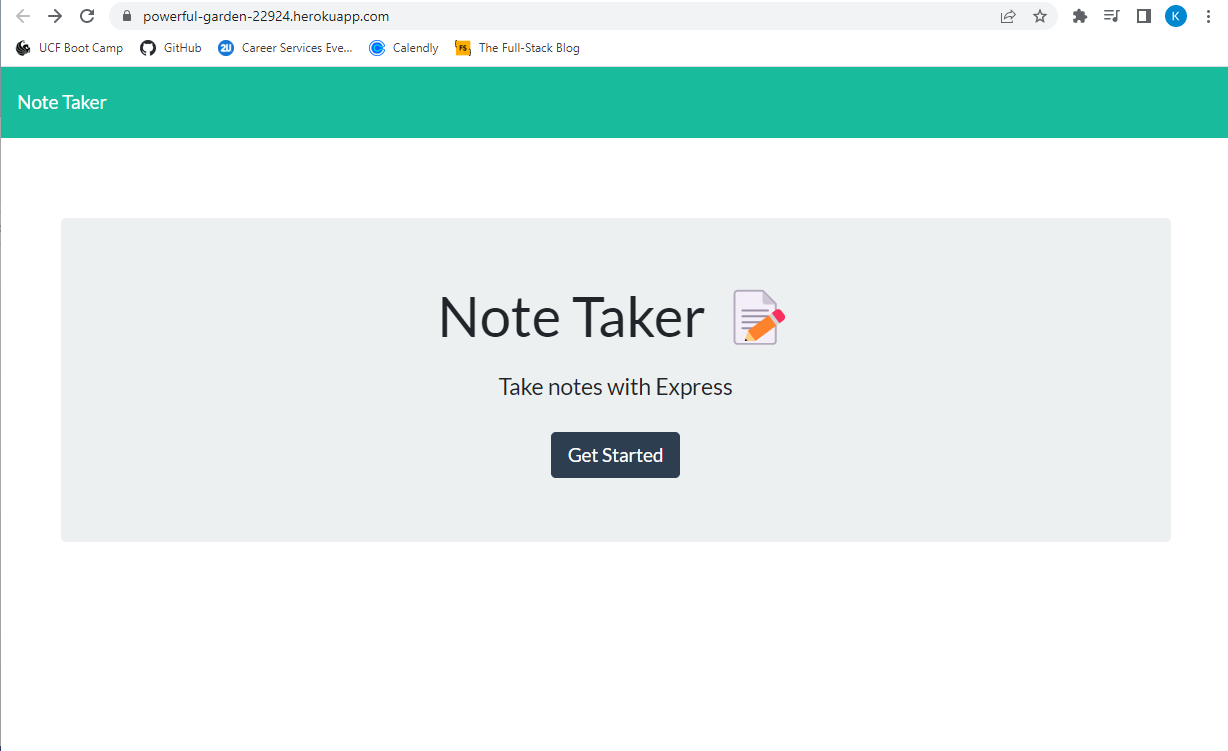 powerful-garden-22924.herokuapp.com
K
UCF Boot Camp GitHub 2U Career Services Eve... Calendly FS The Full-Stack Blog
Note Taker
Note Taker
Take notes with Express
Get Started